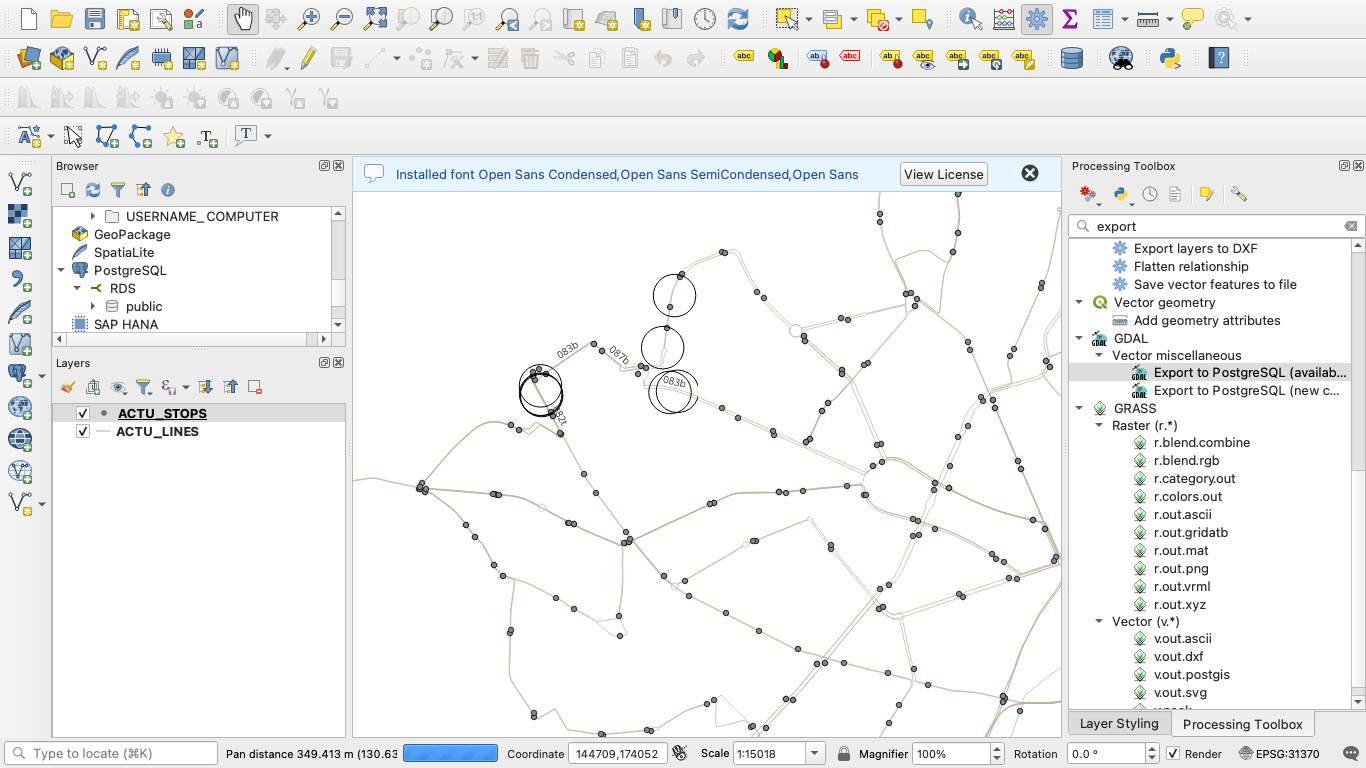 abc
abc
Browser
USERNAME_COMPUTER
GeoPackage
SpatiaLite
PostgreSQL
RDS
public
SAP HANA
Layers
ACTU_STOPS
ACTU_LINES
Installed font Open Sans Condensed,Open Sans SemiCondensed,Open Sans
View License
083b
087b
083b
Processing Toolbox
export
Export layers to DXF
Flatten relationship
Save vector features to file
Vector geometry
Add geometry attributes
GDAL
Vector miscellaneous
Export to PostgreSQL (availab...
Export to PostgreSQL (new c...
GRASS
Raster (r.*)
r.blend.combine
r.blend.rgb
r.category.out
r.colors.out
r.out.ascii
r.out.gridatb
r.out.mat
r.out.png
r.out.vrml
r.out.xyz
Vector (v.*)
v.out.ascii
v.out.dxf
v.out.postgis
v.out.svg
Layer Styling
Processing Toolbox
Type to locate (⌘K)
Pan distance 349.413 m (130.63
Coordinate
144709,174052
Scale
1:15018
Magnifier
100%
Rotation
0.0 °
Render
EPSG:31370